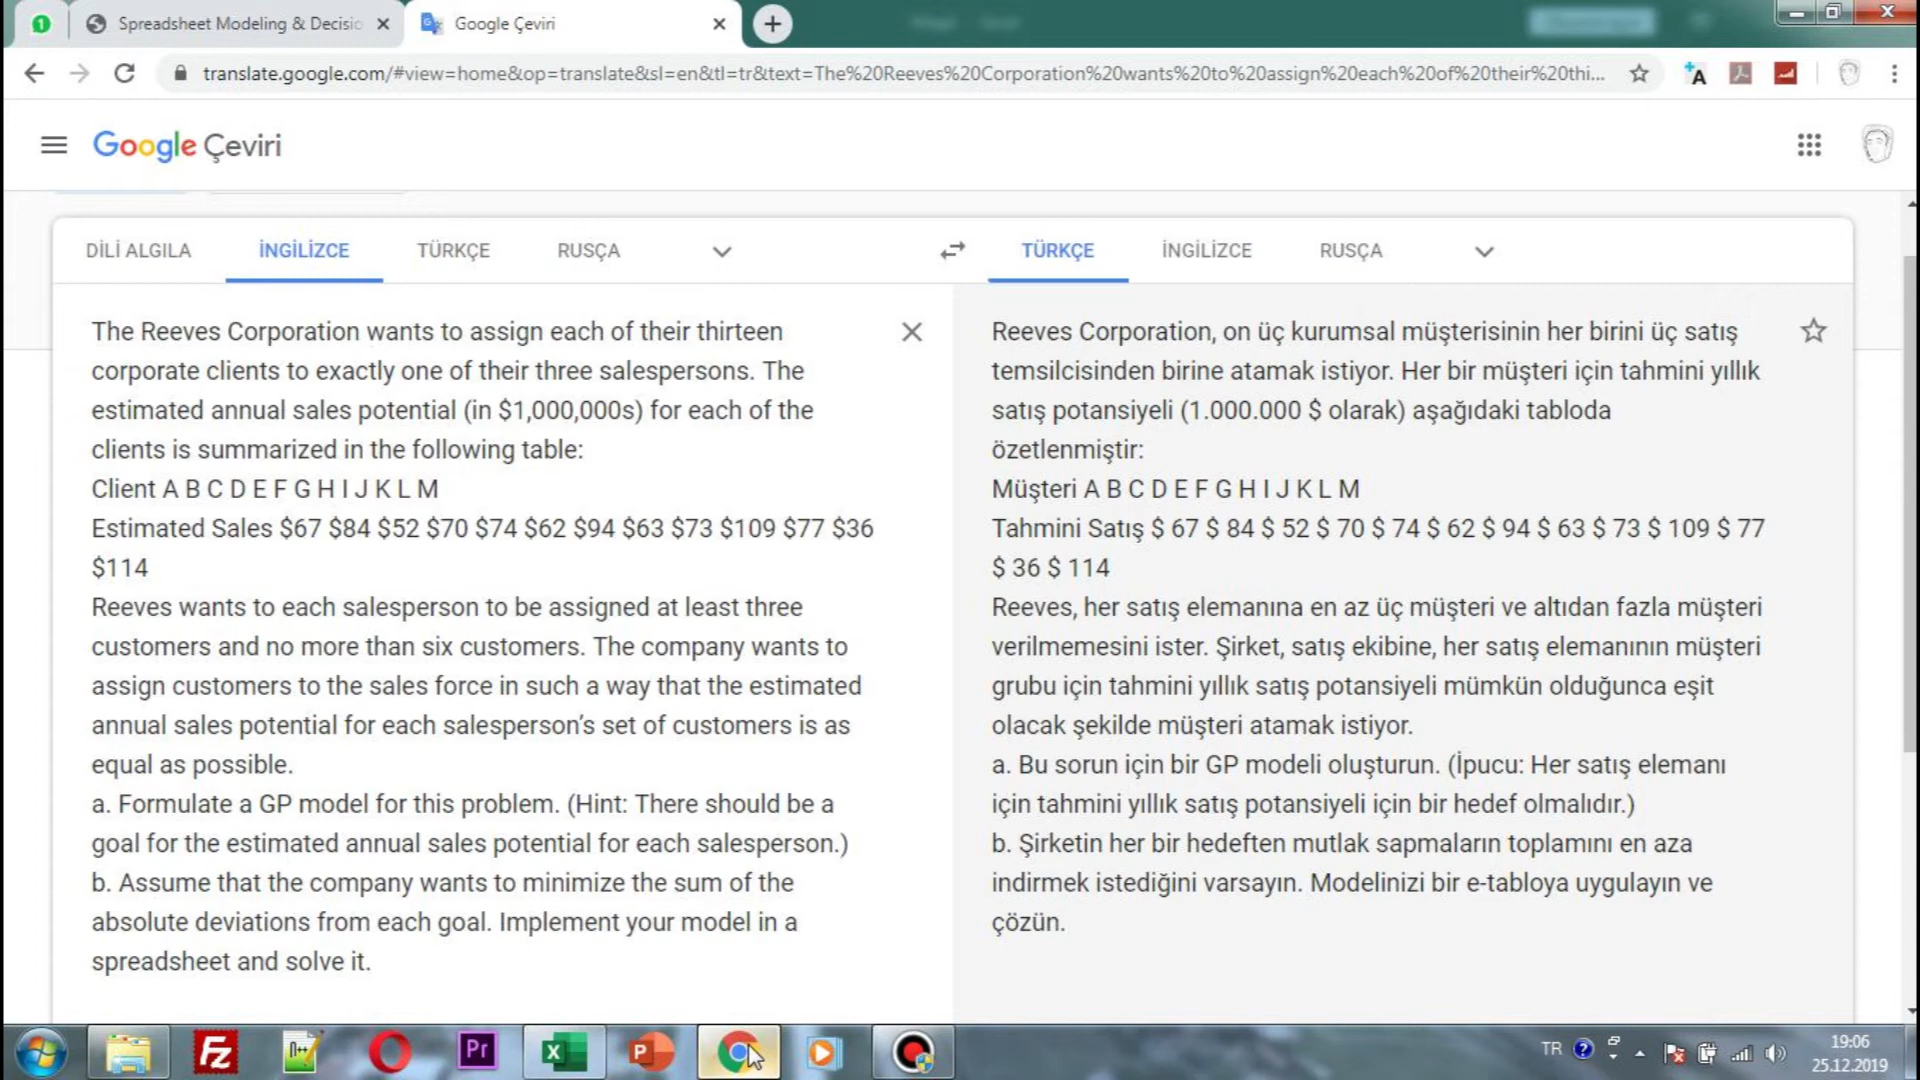 1
Spreadsheet Modeling & Decisio
Google Çeviri
translate.google.com/#view=home&op=translate&sl=en&tl=tr&text=The%20Reeves%20Corporation%20wants%20to%20assign%20each%20of%20their%20thi...
Google Çeviri
DİLİ ALGILA İNGİLİZCE TÜRKÇE RUSÇA
TÜRKÇE İNGİLİZCE RUSÇA
The Reeves Corporation wants to assign each of their thirteen
corporate clients to exactly one of their three salespersons. The
estimated annual sales potential (in $1,000,000s) for each of the
clients is summarized in the following table:
Client A B C D E F G H I J K L M
Estimated Sales $67 $84 $52 $70 $74 $62 $94 $63 $73 $109 $77 $36
$114
Reeves wants to each salesperson to be assigned at least three
customers and no more than six customers. The company wants to
assign customers to the sales force in such a way that the estimated
annual sales potential for each salesperson’s set of customers is as
equal as possible.
a. Formulate a GP model for this problem. (Hint: There should be a
goal for the estimated annual sales potential for each salesperson.)
b. Assume that the company wants to minimize the sum of the
absolute deviations from each goal. Implement your model in a
spreadsheet and solve it.
Reeves Corporation, on üç kurumsal müşterisinin her birini üç satış
temsilcisinden birine atamak istiyor. Her bir müşteri için tahmini yıllık
satış potansiyeli (1.000.000 $ olarak) aşağıdaki tabloda
özetlenmiştir:
Müşteri A B C D E F G H I J K L M
Tahmini Satış $ 67 $ 84 $ 52 $ 70 $ 74 $ 62 $ 94 $ 63 $ 73 $ 109 $ 77
$ 36 $ 114
Reeves, her satış elemanına en az üç müşteri ve altıdan fazla müşteri
verilmemesini ister. Şirket, satış ekibine, her satış elemanının müşteri
grubu için tahmini yıllık satış potansiyeli mümkün olduğunca eşit
olacak şekilde müşteri atamak istiyor.
a. Bu sorun için bir GP modeli oluşturun. (İpucu: Her satış elemanı
için tahmini yıllık satış potansiyeli için bir hedef olmalıdır.)
b. Şirketin her bir hedeften mutlak sapmaların toplamını en aza
indirmek istediğini varsayın. Modelinizi bir e-tabloya uygulayın ve
çözün.
TR
19:06
25.12.2019